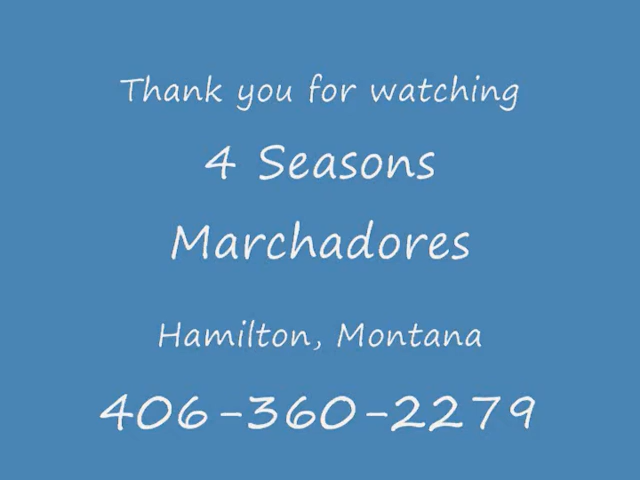 Thank you for watching
4 Seasons
Marchadores
Hamilton, Montana
406-360-2279